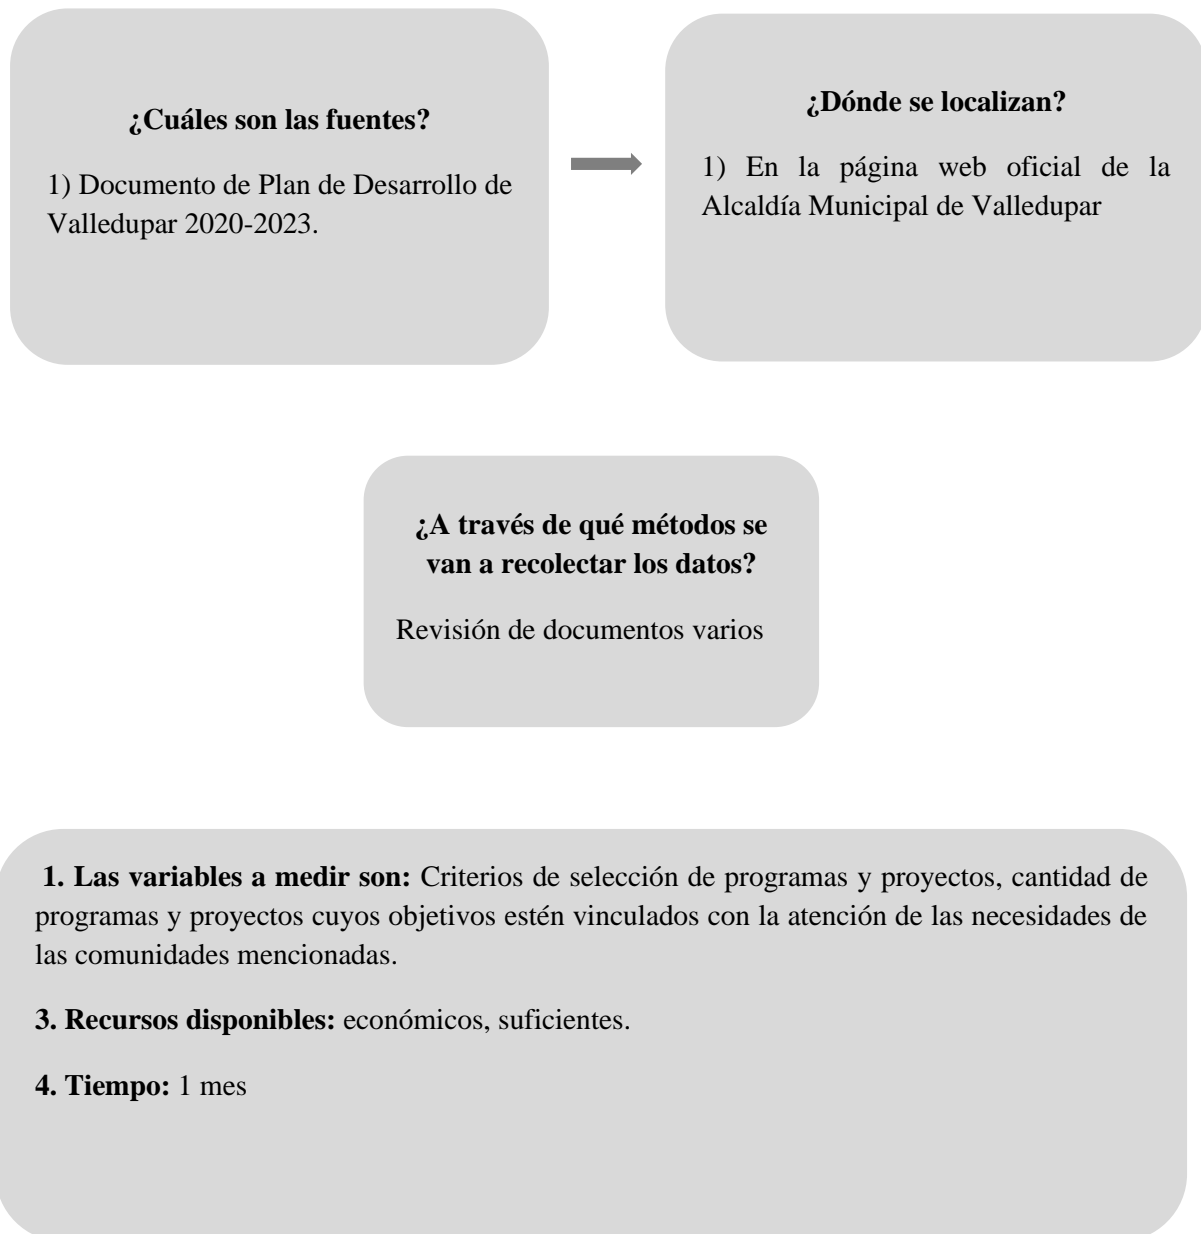 ¿Cuáles son las fuentes?
1) Documento de Plan de Desarrollo de
Valledupar 2020-2023.
¿Dónde se localizan?
1) En la página web oficial de la
Alcaldía Municipal de Valledupar
¿A través de qué métodos se
van a recolectar los datos?
Revisión de documentos varios
1. Las variables a medir son: Criterios de selección de programas y proyectos, cantidad de
programas y proyectos cuyos objetivos estén vinculados con la atención de las necesidades de
las comunidades mencionadas.
3. Recursos disponibles: económicos, suficientes.
4. Tiempo: 1 mes